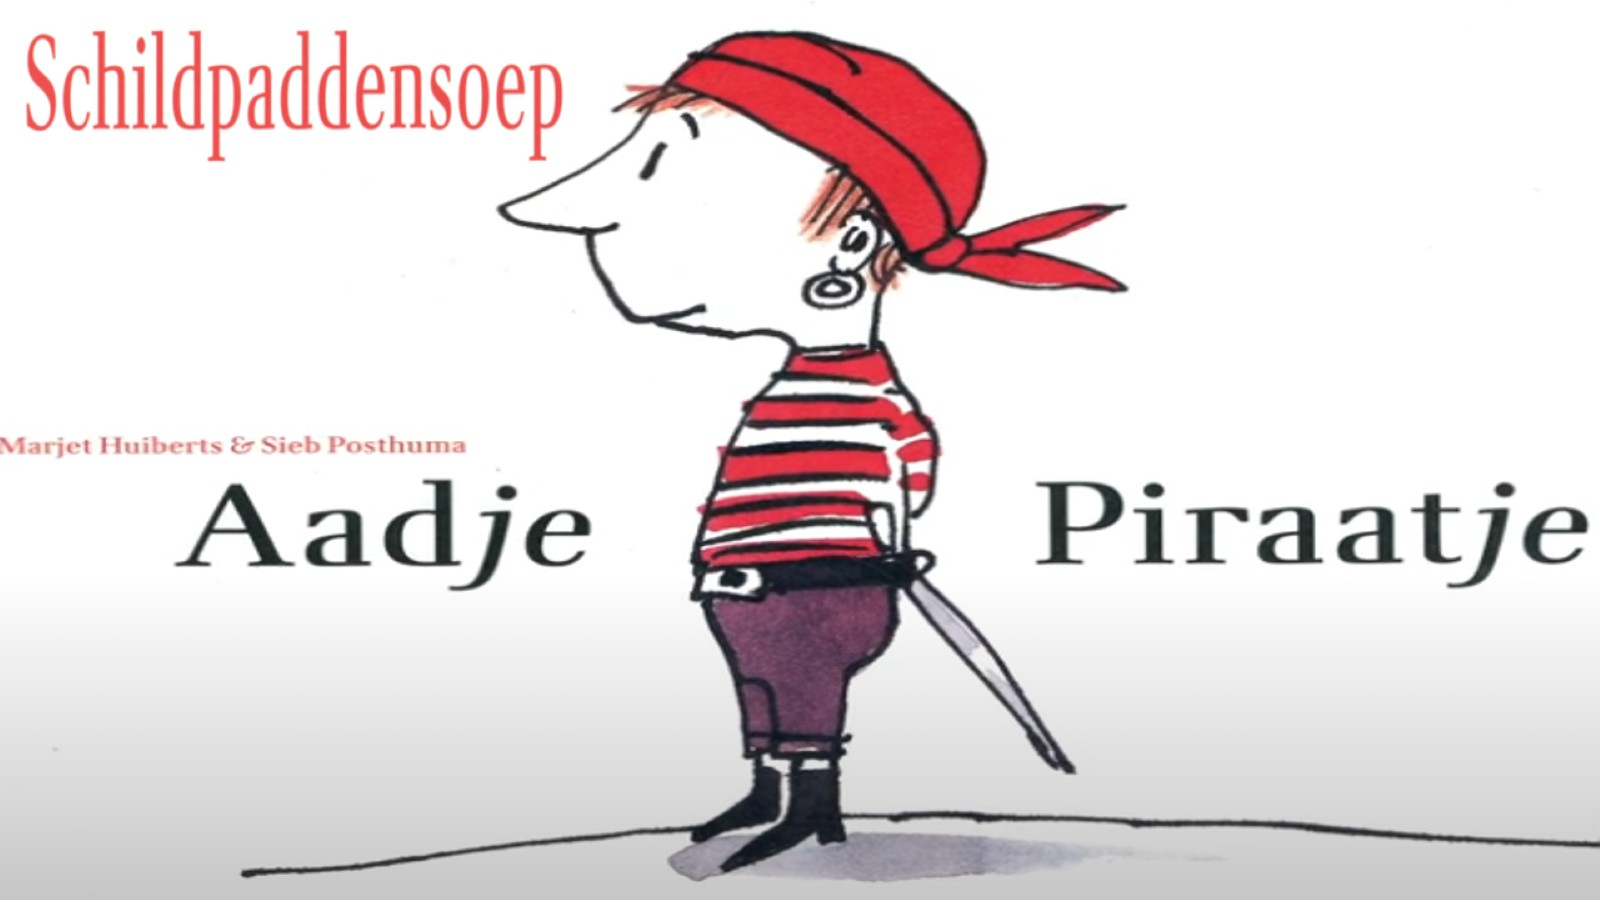 Schildpaddensoep
Marjet Huiberts & Sieb Posthuma
Aadje Piraatje